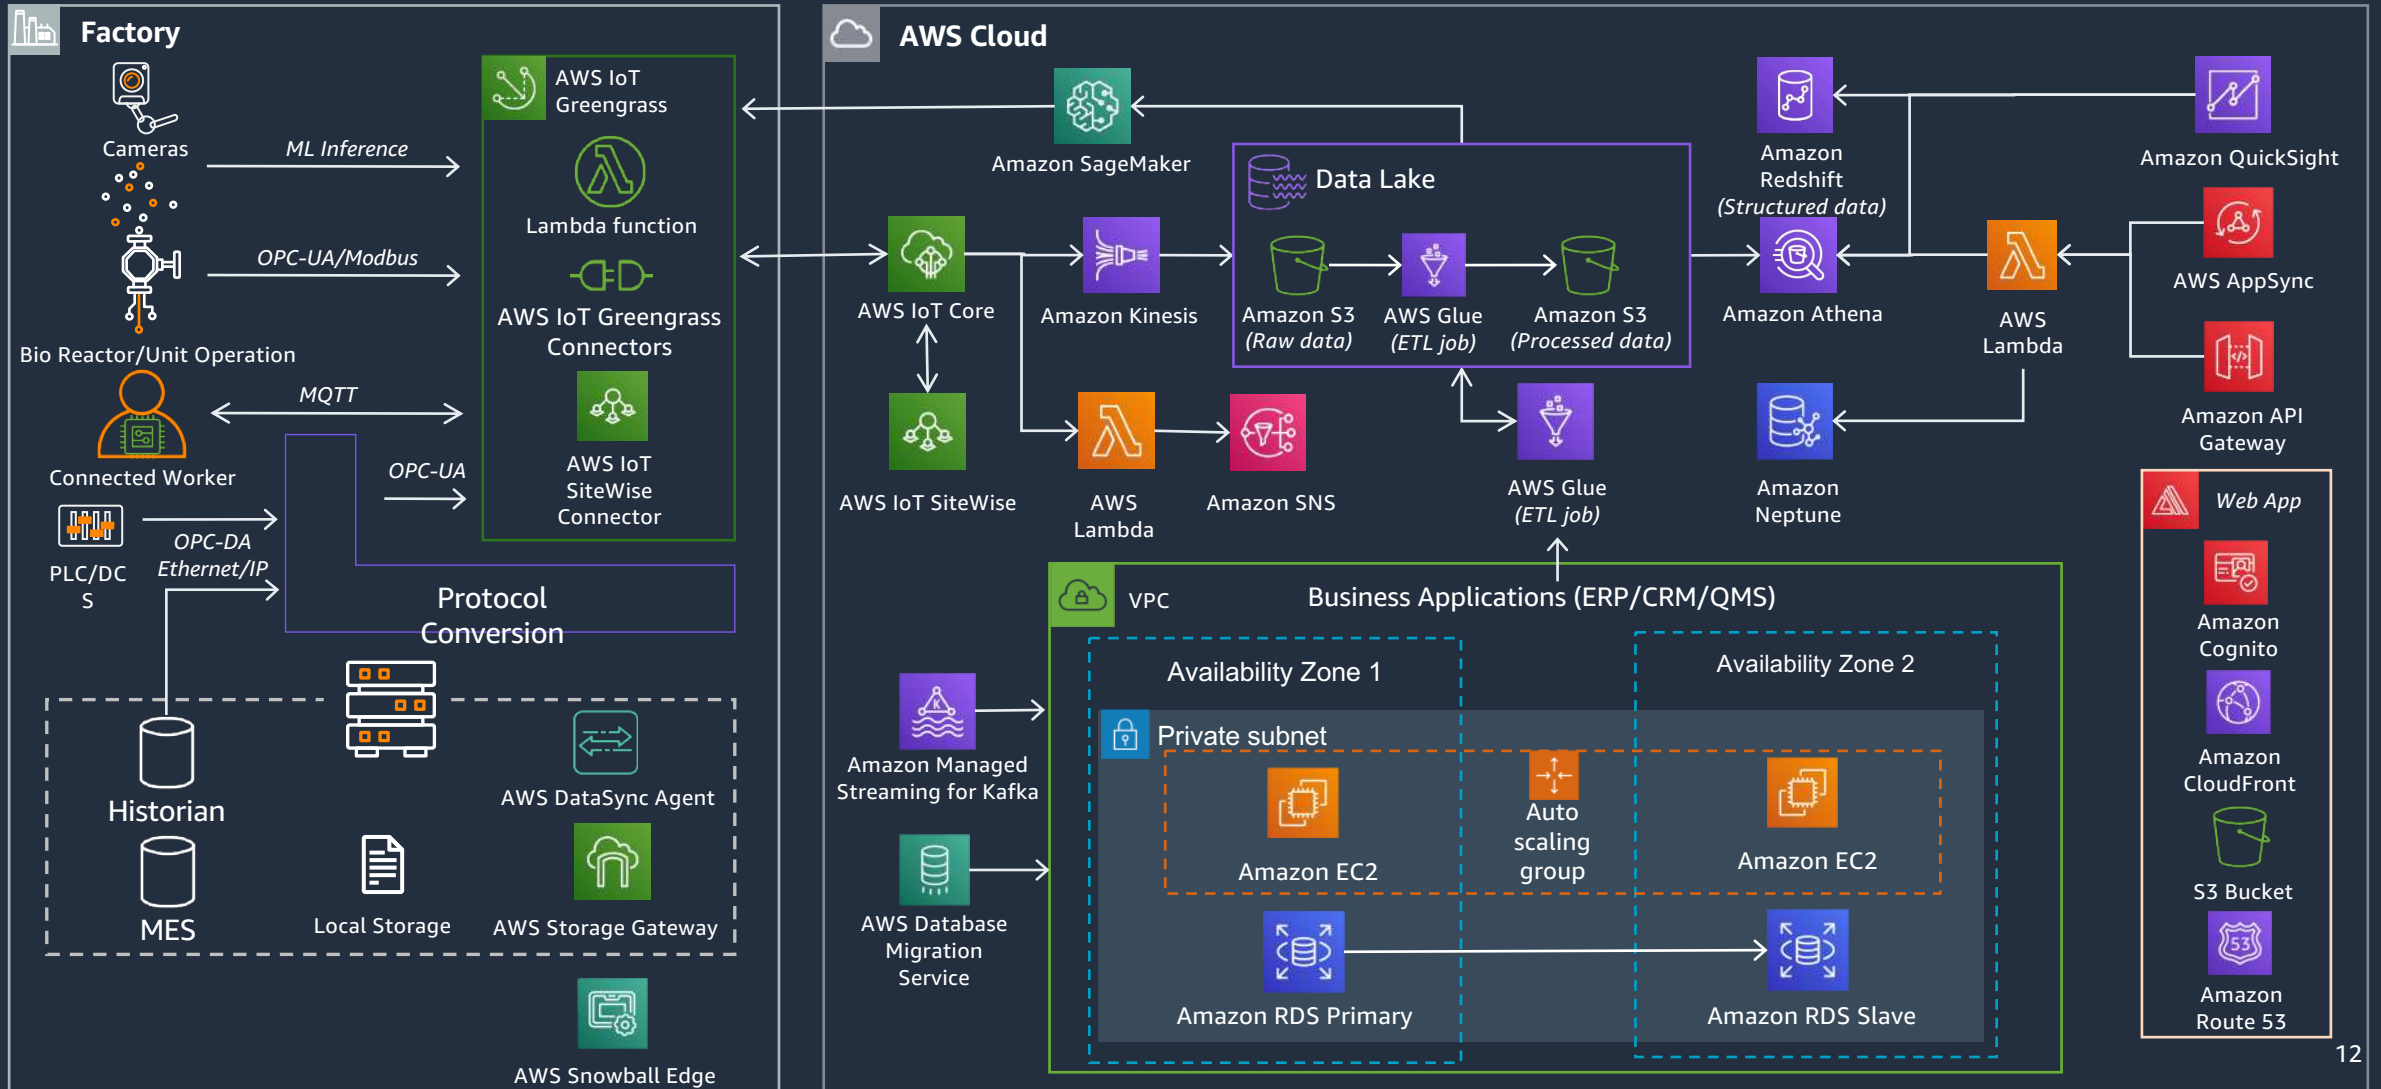 Factory
Cameras
ML Inference
OPC-UA/Modbus
Bio Reactor/Unit Operation
MQTT
Connected Worker
OPC-UA
PLC/DC
S
OPC-DA
Ethernet/IP
Protocol
Conversion
AWS IoT
Greengrass
Lambda function
AWS IoT Greengrass
Connectors
AWS IoT
SiteWise
Connector
Historian
MES
Local Storage
AWS DataSync Agent
AWS Storage Gateway
AWS Snowball Edge
AWS Cloud
Amazon SageMaker
AWS IoT Core
Amazon Kinesis
AWS IoT SiteWise
AWS
Lambda
Amazon SNS
Data Lake
Amazon S3
(Raw data)
AWS Glue
(ETL job)
Amazon S3
(Processed data)
AWS Glue
(ETL job)
Amazon
Redshift
(Structured data)
Amazon Athena
Amazon
Neptune
AWS
Lambda
Amazon QuickSight
AWS AppSync
Amazon API
Gateway
Web App
Amazon
Cognito
Amazon
CloudFront
S3 Bucket
53
Amazon
Route 53
K
Amazon Managed
Streaming for Kafka
AWS Database
Migration
Service
VPC
Business Applications (ERP/CRM/QMS)
Availability Zone 1
Availability Zone 2
Private subnet
Amazon EC2
Auto
scaling
group
Amazon EC2
Amazon RDS Primary
Amazon RDS Slave
12